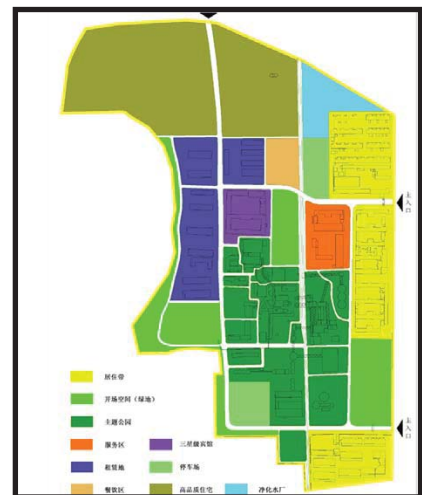 主入口
主入口
居住带
开场空间（绿地）
主题公园
服务区
三星级宾馆
租赁地
停车场
餐饮区
高品质住宅
净化水厂